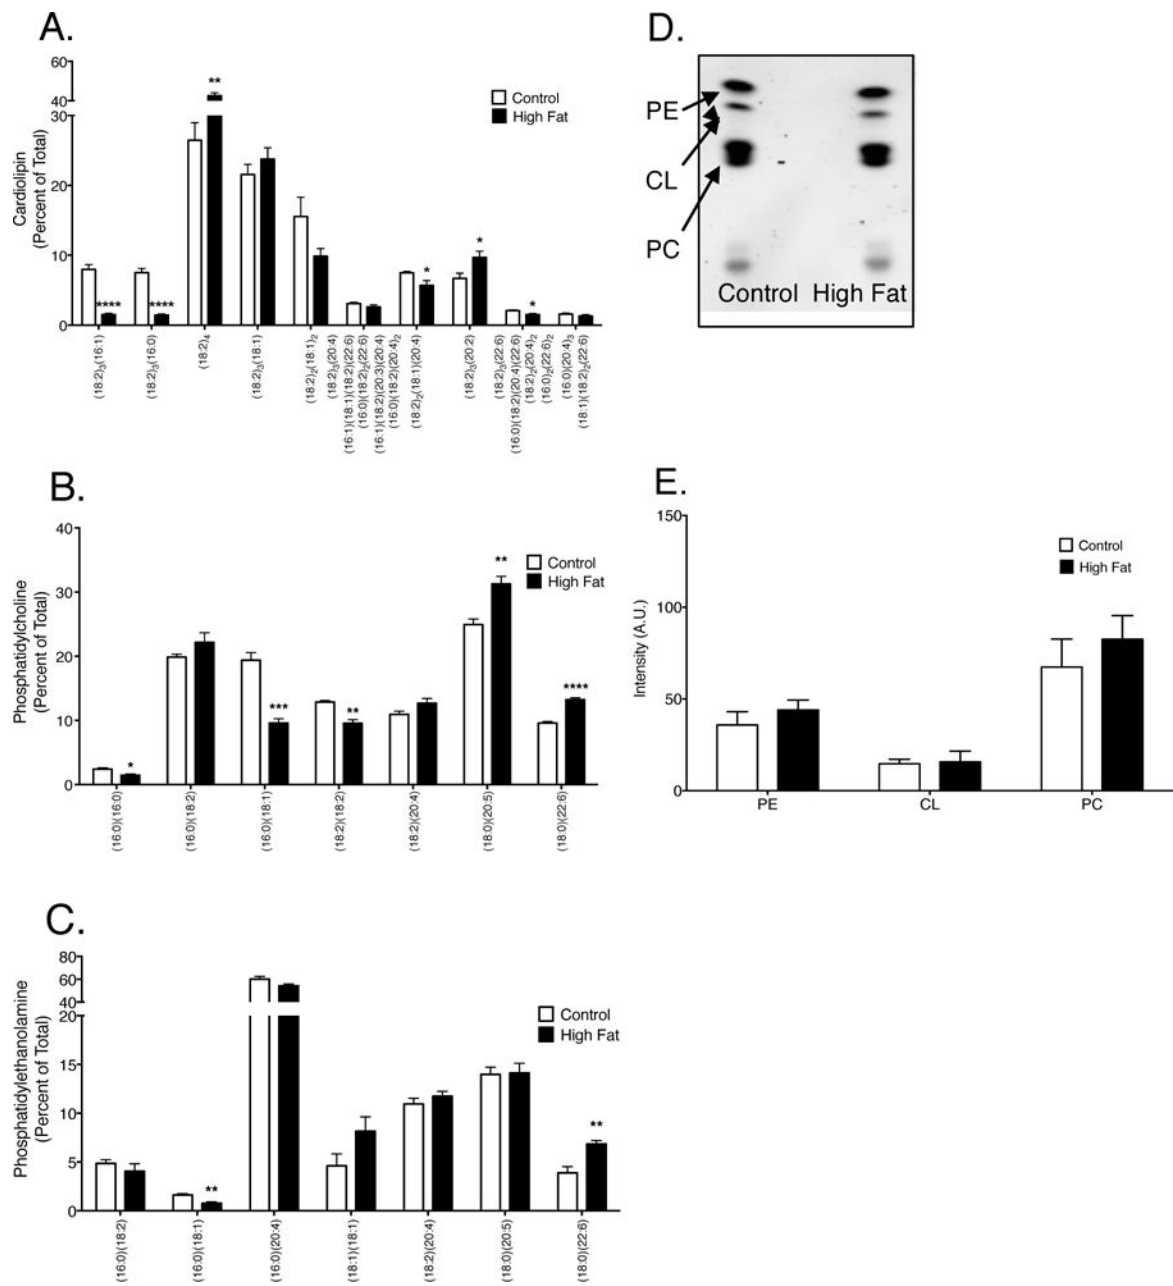 A.
60
40
30
20
10
0
Cardiolipin
(Percent of Total)
Control
High Fat
**
****
****
*
*
*
(18:2)₃(16:1)
(18:2)₃(16:0)
(18:2)₄
(18:2)₃(18:1)
(18:2)₂(18:1)₂
(18:2)₃(20:4)
(16:1)(18:1)(18:2)(22:6)
(16:0)(18:2)₂(22:6)
(16:1)(18:2)(20:3)(20:4)
(16:0)(18:2)(20:4)₂
(18:2)₂(18:1)(20:4)
(18:2)₃(20:2)
(18:2)₃(22:6)
(16:0)(18:2)(20:4)(22:6)
(18:2)₂(20:4)₂
(16:0)₂(22:6)₂
(16:0)(20:4)₃
(18:1)(18:2)₂(22:6)
D.
PE
CL
PC
Control High Fat
B.
40
30
20
10
0
Phosphatidylcholine
(Percent of Total)
Control
High Fat
*
***
**
**
****
(16:0)(16:0)
(16:0)(18:2)
(16:0)(18:1)
(18:2)(18:2)
(18:2)(20:4)
(18:0)(20:5)
(18:0)(22:6)
E.
150
100
50
0
Intensity (A.U.)
Control
High Fat
PE
CL
PC
C.
80
60
40
20
15
10
5
0
Phosphatidylethanolamine
(Percent of Total)
Control
High Fat
**
**
(16:0)(18:2)
(16:0)(18:1)
(16:0)(20:4)
(18:1)(18:1)
(18:2)(20:4)
(18:0)(20:5)
(18:0)(22:6)